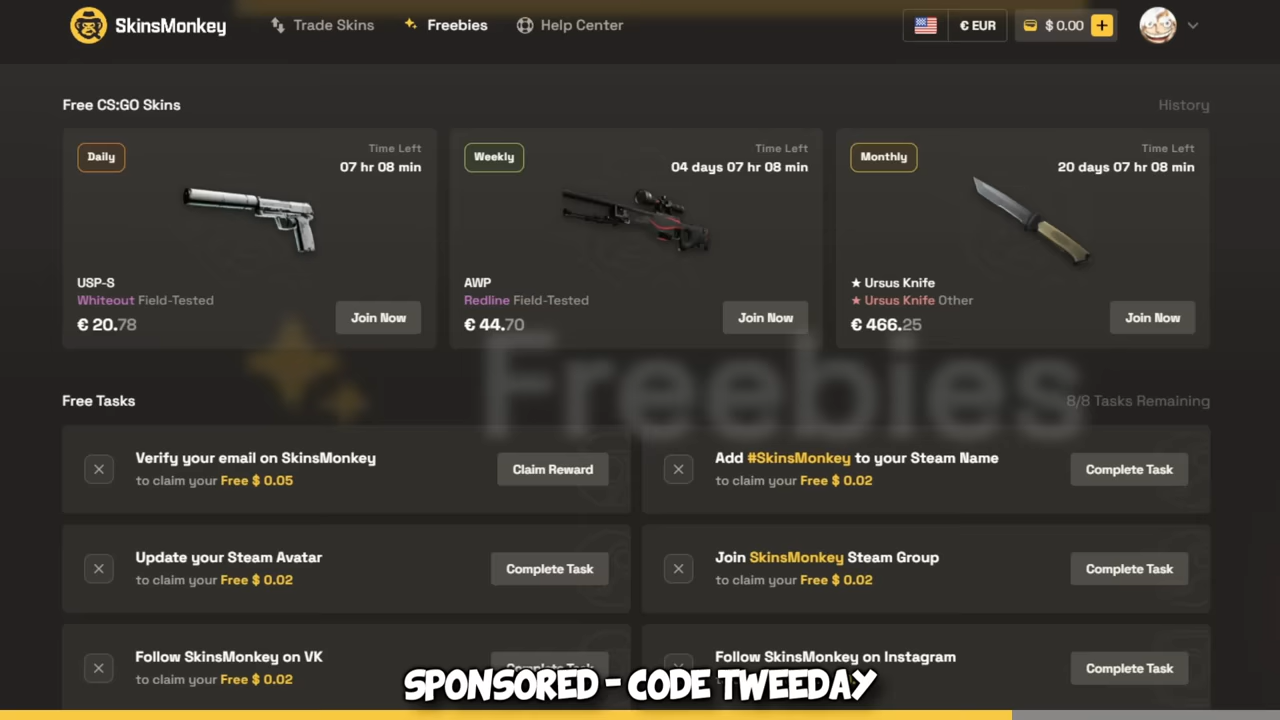 SkinsMonkey
Trade Skins
Freebies
Help Center
€ EUR
$ 0.00
+
Free CS:GO Skins
History
Daily
Time Left
07 hr 08 min
USP-S
Whiteout Field-Tested
€ 20.78
Join Now
Weekly
Time Left
04 days 07 hr 08 min
AWP
Redline Field-Tested
€ 44.70
Join Now
Monthly
Time Left
20 days 07 hr 08 min
★ Ursus Knife
★ Ursus Knife Other
€ 466.25
Join Now
Freebies
Free Tasks
8/8 Tasks Remaining
Verify your email on SkinsMonkey
to claim your Free $ 0.05
Claim Reward
Add #SkinsMonkey to your Steam Name
to claim your Free $ 0.02
Complete Task
Update your Steam Avatar
to claim your Free $ 0.02
Complete Task
Join SkinsMonkey Steam Group
to claim your Free $ 0.02
Complete Task
Follow SkinsMonkey on VK
to claim your Free $ 0.02
Complete Task
Follow SkinsMonkey on Instagram
Complete Task
SPONSORED - CODE TWEEDAY